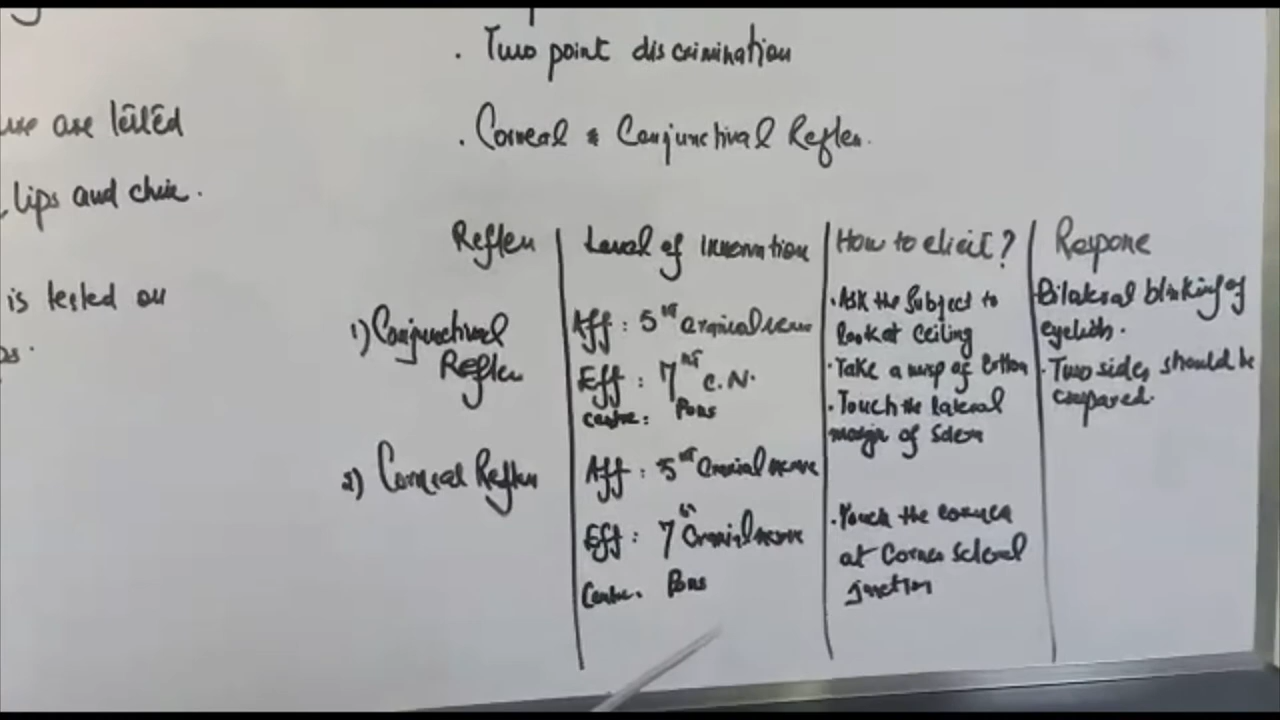 . Two point discrimination
are tested
. Corneal & Conjunctival Reflex.
lips and chin.
Reflex
Level of innervation
How to elicit?
Response
is tested on
1) Conjunctival
Reflex
Aff: 5th cranial nerve
Eff: 7th C.N.
Centre: Pons
. Ask the Subject to
look at Ceiling
. Take a wisp of Cotton
. Touch the lateral
margin of Sclera
Bilateral blinking of
eyelids.
. Two sides should be
compared.
2) Corneal Reflex
Aff: 5th Cranial nerve
Eff: 7th Cranial nerve
Centre. Pons
. Touch the cornea
at Corneo Scleral
junction